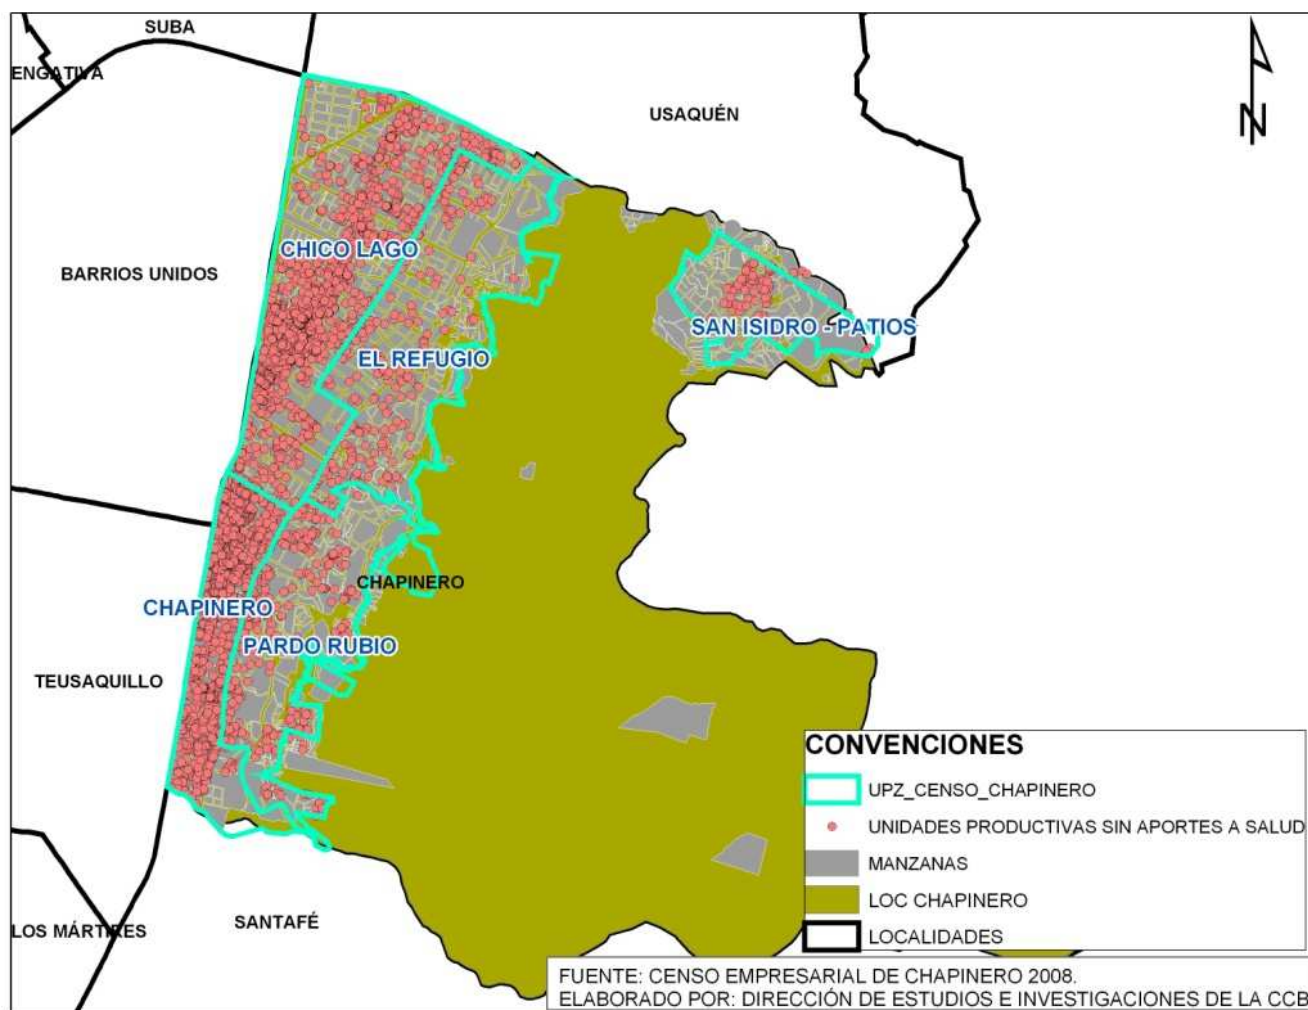 SUBA
ENGATIVA
USAQUÉN
N
CHICO LAGO
BARRIOS UNIDOS
SAN ISIDRO - PATIOS
EL REFUGIO
CHAPINERO
CHAPINERO
PARDO RUBIO
TEUSAQUILLO
CONVENCIONES
UPZ_CENSO_CHAPINERO
UNIDADES PRODUCTIVAS SIN APORTES A SALUD
MANZANAS
LOC CHAPINERO
LOCALIDADES
SANTAFÉ
LOS MÁRTIRES
FUENTE: CENSO EMPRESARIAL DE CHAPINERO 2008.
ELABORADO POR: DIRECCIÓN DE ESTUDIOS E INVESTIGACIONES DE LA CCB